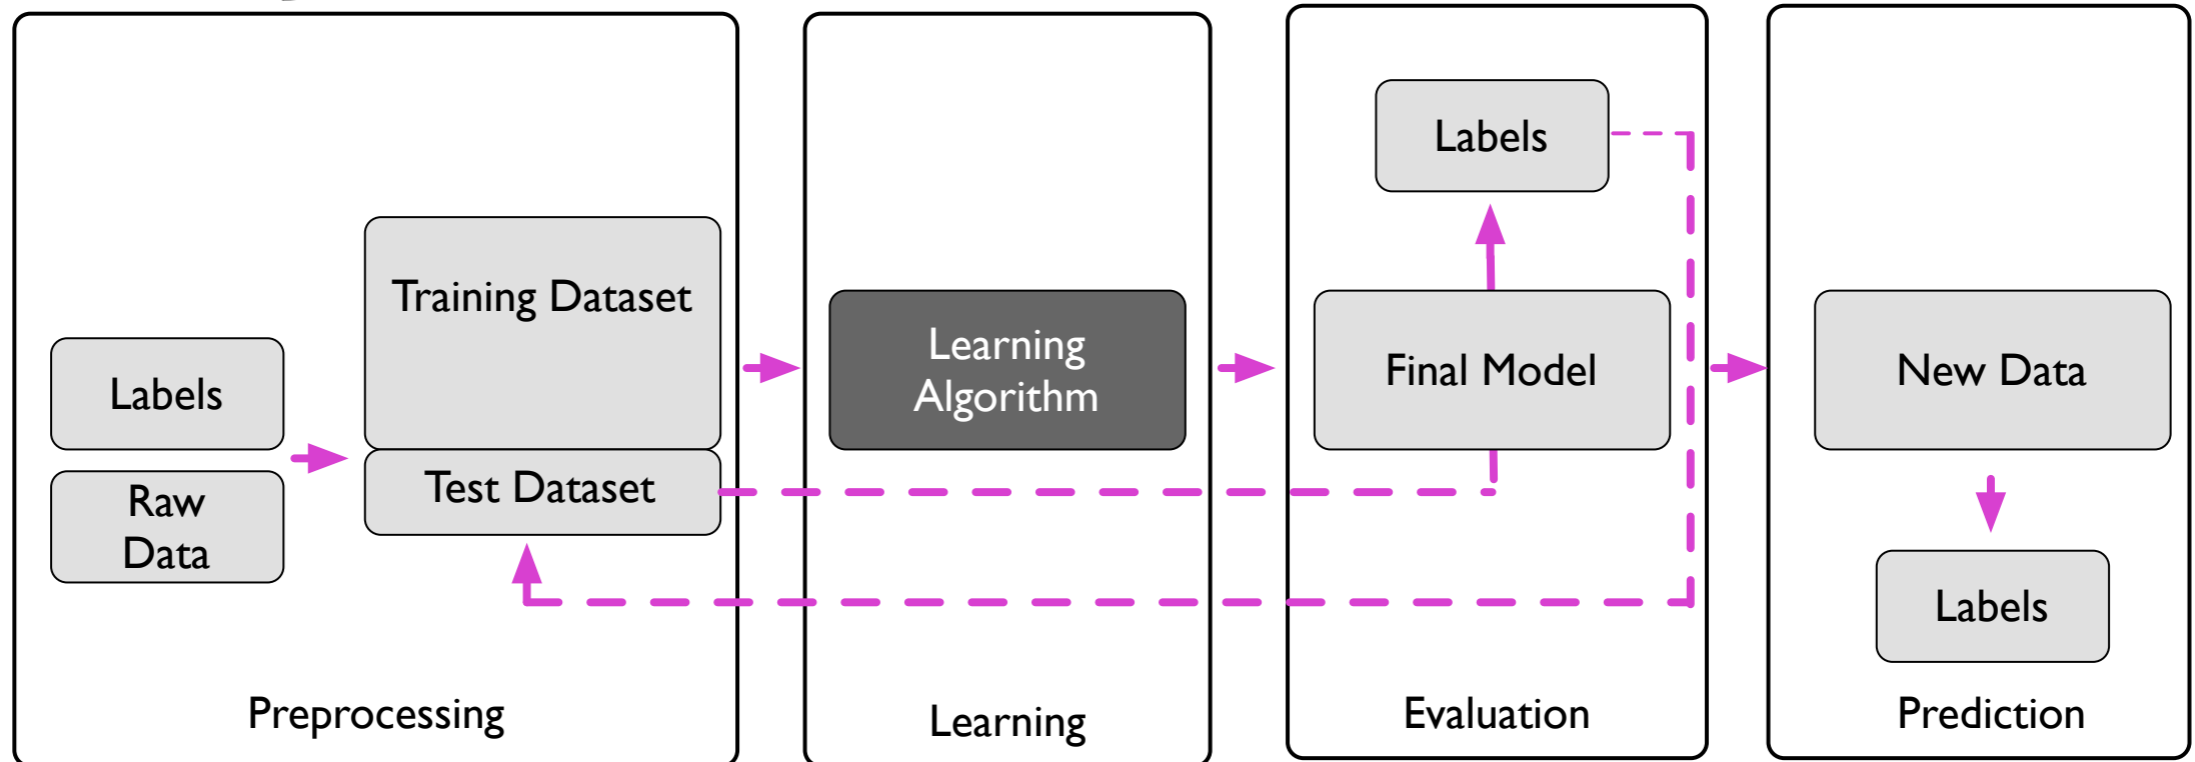 Labels
Raw
Data
Training Dataset
Test Dataset
Preprocessing
Learning
Algorithm
Learning
Labels
Final Model
Evaluation
New Data
Labels
Prediction